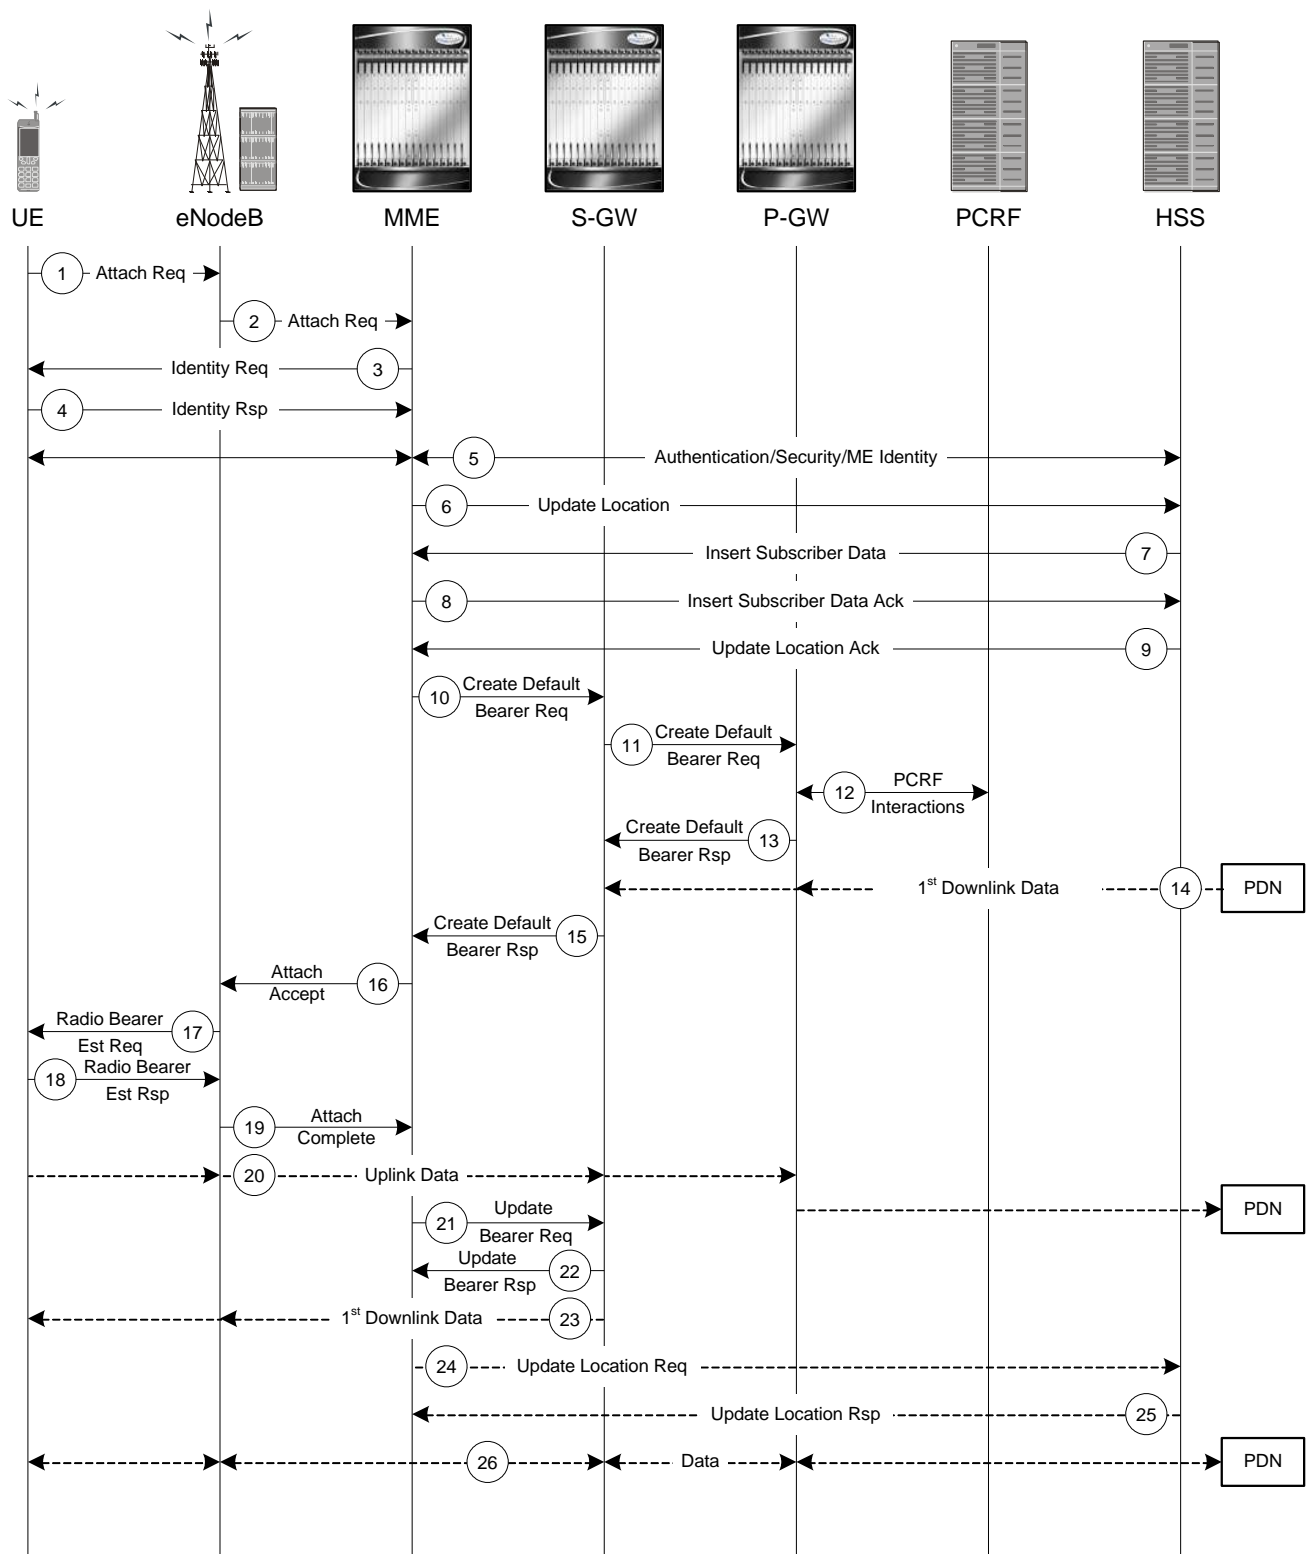 UE
eNodeB
MME
S-GW
P-GW
PCRF
HSS
1 Attach Req
2 Attach Req
Identity Req 3
4 Identity Rsp
5 Authentication/Security/ME Identity
6 Update Location
Insert Subscriber Data 7
8 Insert Subscriber Data Ack
Update Location Ack 9
10 Create Default
Bearer Req
11 Create Default
Bearer Req
12 PCRF
Interactions
Create Default 13
Bearer Rsp
1st Downlink Data 14 PDN
Create Default 15
Bearer Rsp
Attach 16
Accept
Radio Bearer 17
Est Req
18 Radio Bearer
Est Rsp
19 Attach
Complete
20 Uplink Data
21 Update
Bearer Req
PDN
Update 22
Bearer Rsp
1st Downlink Data 23
24 Update Location Req
Update Location Rsp 25
26 Data PDN